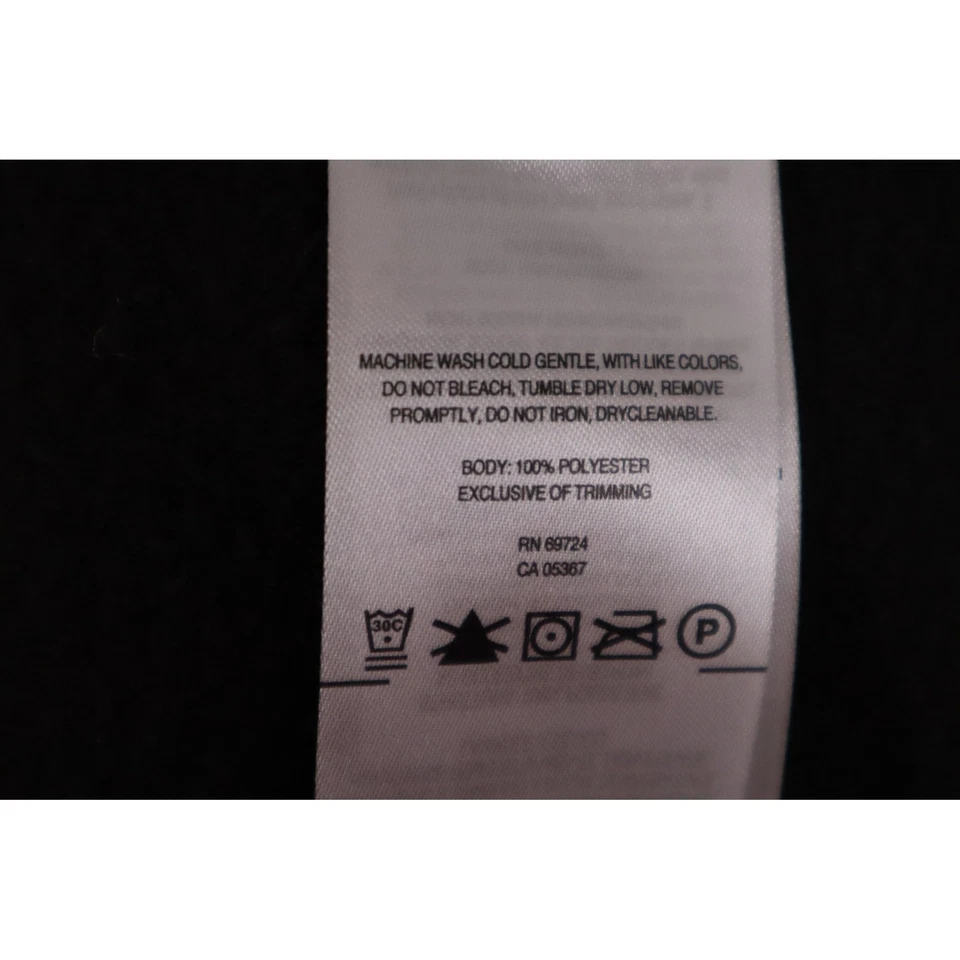 MACHINE WASH COLD GENTLE, WITH LIKE COLORS,
DO NOT BLEACH, TUMBLE DRY LOW, REMOVE
PROMPTLY, DO NOT IRON, DRYCLEANABLE.
BODY: 100% POLYESTER
EXCLUSIVE OF TRIMMING
RN 69724
CA 05367
30C P